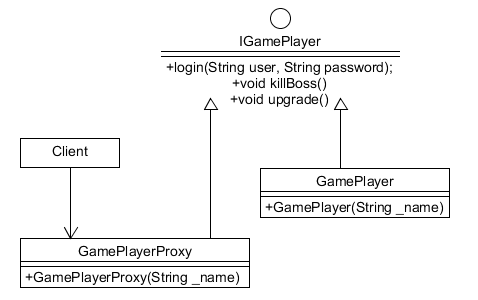 IGamePlayer
+login(String user, String password);
+void killBoss()
+void upgrade()
Client
GamePlayer
+GamePlayer(String _name)
GamePlayerProxy
+GamePlayerProxy(String _name)